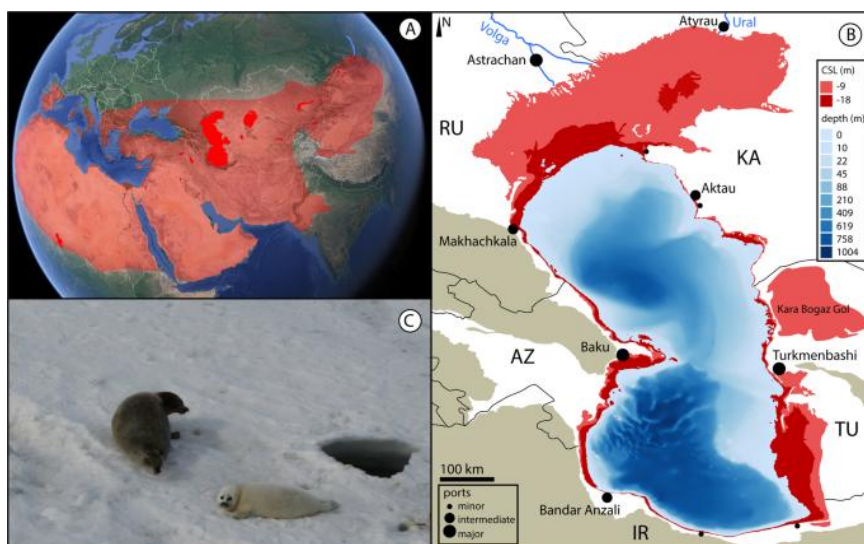 A
B
C
N
Atyrau
Ural
Volga
Astrachan
CSL (m)
-9
-18
depth (m)
0
10
22
45
88
210
409
619
758
1004
RU
KA
Aktau
Makhachkala
Kara Bogaz Gol
Baku
Turkmenbashi
AZ
TU
100 km
ports
minor
intermediate
major
Bandar Anzali
IR